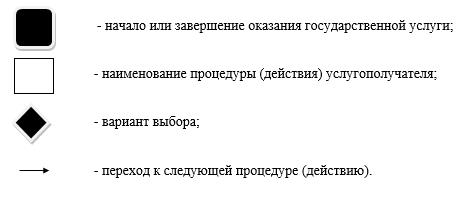 - начало или завершение оказания государственной услуги;
- наименование процедуры (действия) услугополучателя;
- вариант выбора;
- переход к следующей процедуре (действию).